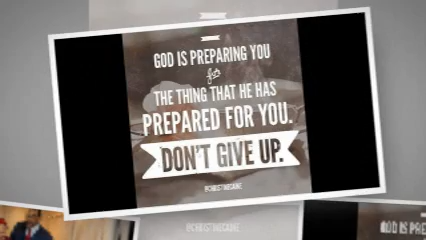 GOD IS PREPARING YOU
for
THE THING THAT HE HAS
PREPARED FOR YOU.
DON'T GIVE UP.
@CHRISTINECAINE